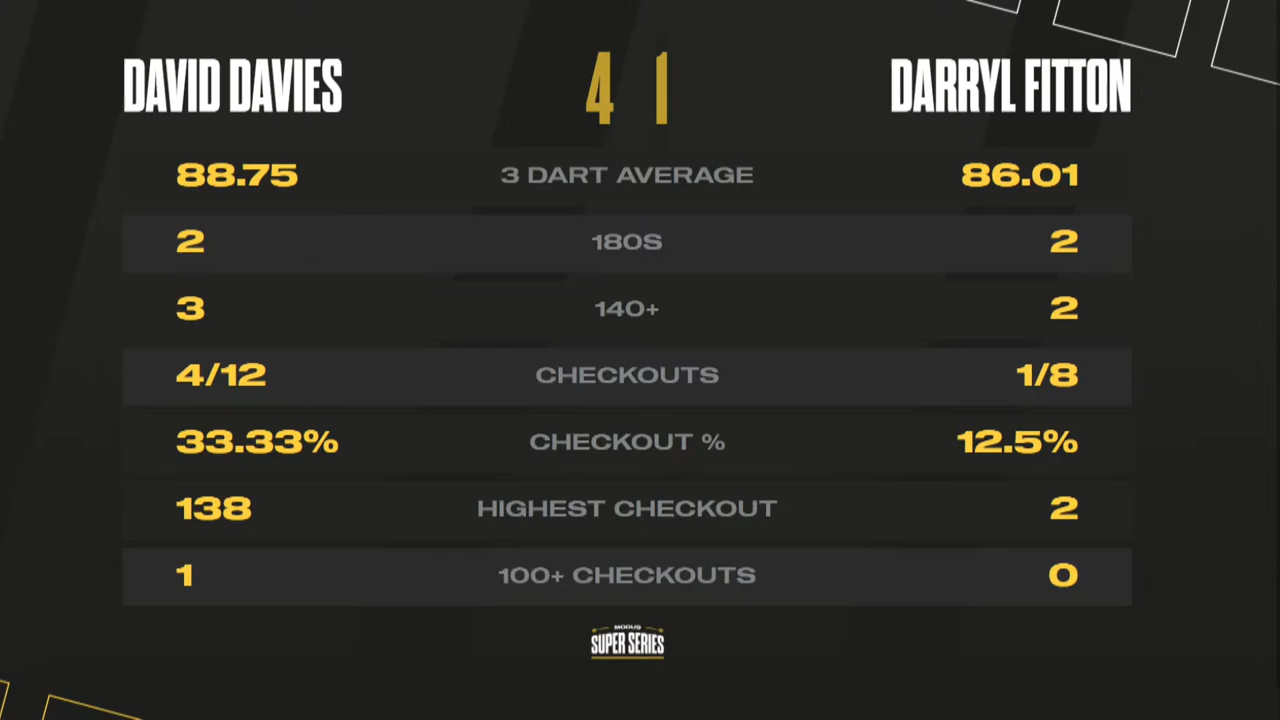 DAVID DAVIES 4 1 DARRYL FITTON
88.75 3 DART AVERAGE 86.01
2 180S 2
3 140+ 2
4/12 CHECKOUTS 1/8
33.33% CHECKOUT % 12.5%
138 HIGHEST CHECKOUT 2
1 100+ CHECKOUTS 0
MODUS
SUPER SERIES